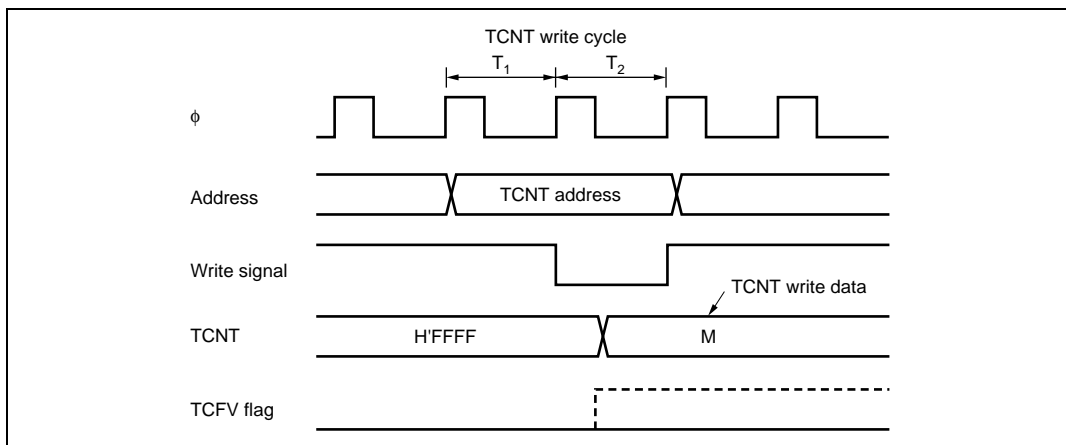 TCNT write cycle
T1 T2
φ
Address
TCNT address
Write signal
TCNT write data
TCNT
H'FFFF
M
TCFV flag